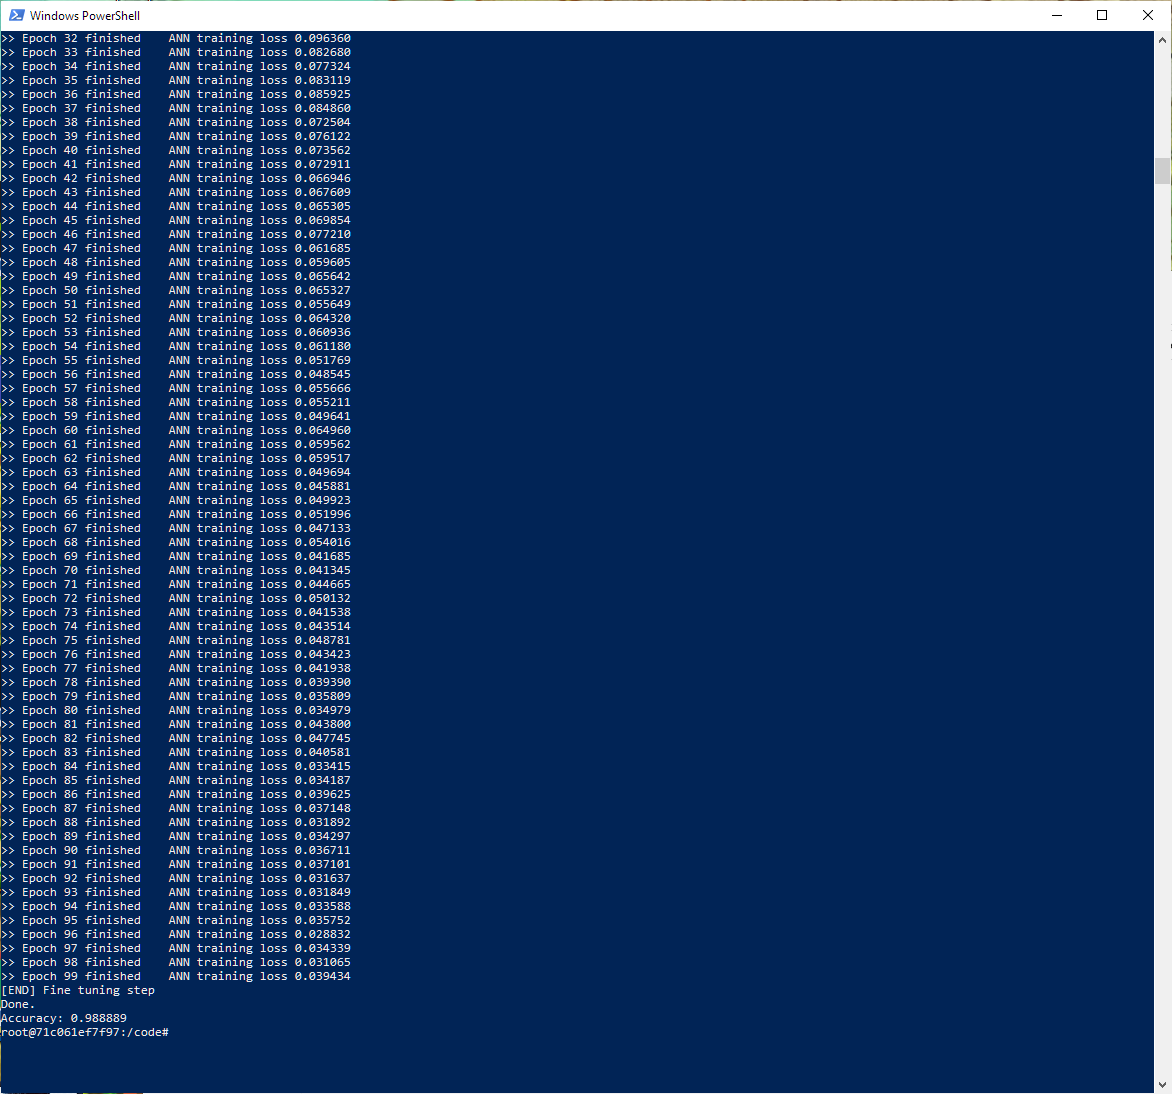 Windows PowerShell
>> Epoch 32 finished    ANN training loss 0.096360
>> Epoch 33 finished    ANN training loss 0.082680
>> Epoch 34 finished    ANN training loss 0.077324
>> Epoch 35 finished    ANN training loss 0.083119
>> Epoch 36 finished    ANN training loss 0.085925
>> Epoch 37 finished    ANN training loss 0.084860
>> Epoch 38 finished    ANN training loss 0.072504
>> Epoch 39 finished    ANN training loss 0.076122
>> Epoch 40 finished    ANN training loss 0.073562
>> Epoch 41 finished    ANN training loss 0.072911
>> Epoch 42 finished    ANN training loss 0.066946
>> Epoch 43 finished    ANN training loss 0.067609
>> Epoch 44 finished    ANN training loss 0.065305
>> Epoch 45 finished    ANN training loss 0.069854
>> Epoch 46 finished    ANN training loss 0.077210
>> Epoch 47 finished    ANN training loss 0.061685
>> Epoch 48 finished    ANN training loss 0.059605
>> Epoch 49 finished    ANN training loss 0.065642
>> Epoch 50 finished    ANN training loss 0.065327
>> Epoch 51 finished    ANN training loss 0.055649
>> Epoch 52 finished    ANN training loss 0.064320
>> Epoch 53 finished    ANN training loss 0.060936
>> Epoch 54 finished    ANN training loss 0.061180
>> Epoch 55 finished    ANN training loss 0.051769
>> Epoch 56 finished    ANN training loss 0.048545
>> Epoch 57 finished    ANN training loss 0.055666
>> Epoch 58 finished    ANN training loss 0.055211
>> Epoch 59 finished    ANN training loss 0.049641
>> Epoch 60 finished    ANN training loss 0.064960
>> Epoch 61 finished    ANN training loss 0.059562
>> Epoch 62 finished    ANN training loss 0.059517
>> Epoch 63 finished    ANN training loss 0.049694
>> Epoch 64 finished    ANN training loss 0.045881
>> Epoch 65 finished    ANN training loss 0.049923
>> Epoch 66 finished    ANN training loss 0.051996
>> Epoch 67 finished    ANN training loss 0.047133
>> Epoch 68 finished    ANN training loss 0.054016
>> Epoch 69 finished    ANN training loss 0.041685
>> Epoch 70 finished    ANN training loss 0.041345
>> Epoch 71 finished    ANN training loss 0.044665
>> Epoch 72 finished    ANN training loss 0.050132
>> Epoch 73 finished    ANN training loss 0.041538
>> Epoch 74 finished    ANN training loss 0.043514
>> Epoch 75 finished    ANN training loss 0.048781
>> Epoch 76 finished    ANN training loss 0.043423
>> Epoch 77 finished    ANN training loss 0.041938
>> Epoch 78 finished    ANN training loss 0.039390
>> Epoch 79 finished    ANN training loss 0.035809
>> Epoch 80 finished    ANN training loss 0.034979
>> Epoch 81 finished    ANN training loss 0.043800
>> Epoch 82 finished    ANN training loss 0.047745
>> Epoch 83 finished    ANN training loss 0.040581
>> Epoch 84 finished    ANN training loss 0.033415
>> Epoch 85 finished    ANN training loss 0.034187
>> Epoch 86 finished    ANN training loss 0.039625
>> Epoch 87 finished    ANN training loss 0.037148
>> Epoch 88 finished    ANN training loss 0.031892
>> Epoch 89 finished    ANN training loss 0.034297
>> Epoch 90 finished    ANN training loss 0.036711
>> Epoch 91 finished    ANN training loss 0.037101
>> Epoch 92 finished    ANN training loss 0.031637
>> Epoch 93 finished    ANN training loss 0.031849
>> Epoch 94 finished    ANN training loss 0.033588
>> Epoch 95 finished    ANN training loss 0.035752
>> Epoch 96 finished    ANN training loss 0.028832
>> Epoch 97 finished    ANN training loss 0.034339
>> Epoch 98 finished    ANN training loss 0.031065
>> Epoch 99 finished    ANN training loss 0.039434
[END] Fine tuning step
Done.
Accuracy: 0.988889
root@71c061ef7f97:/code#